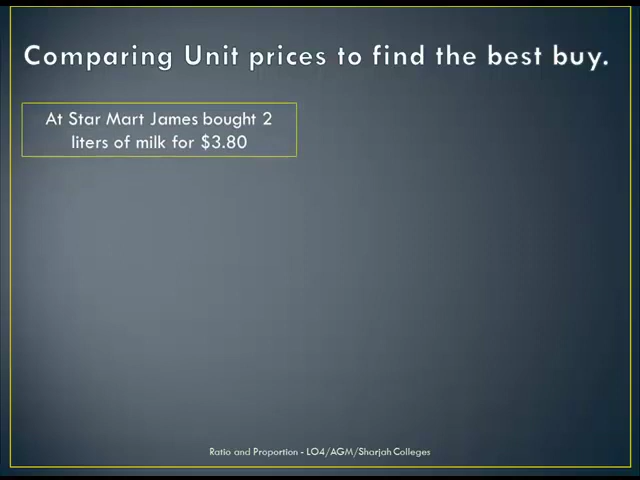 Comparing Unit prices to find the best buy.
At Star Mart James bought 2
liters of milk for $3.80
Ratio and Proportion - LO4/AGM/Sharjah Colleges